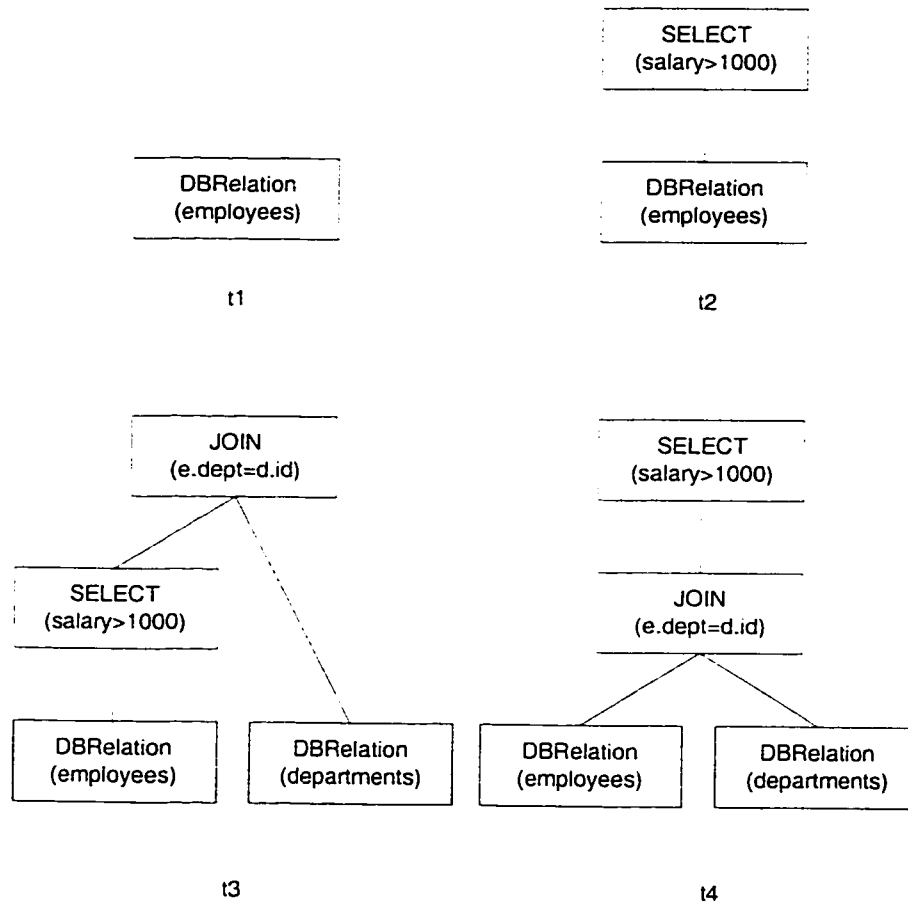 SELECT
(salary>1000)
DBRelation
(employees)
t1
DBRelation
(employees)
t2
JOIN
(e.dept=d.id)
SELECT
(salary>1000)
DBRelation
(employees)
DBRelation
(departments)
t3
SELECT
(salary>1000)
JOIN
(e.dept=d.id)
DBRelation
(employees)
DBRelation
(departments)
t4